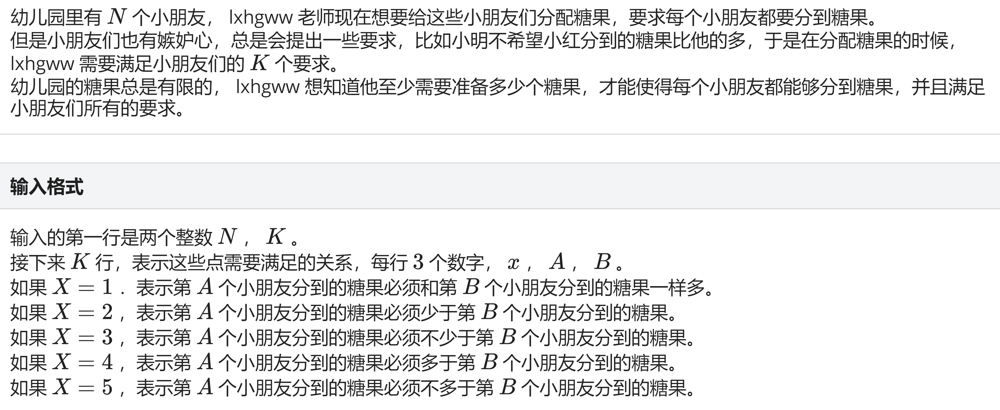 幼儿园里有 N 个小朋友， lxhgww 老师现在想要给这些小朋友们分配糖果，要求每个小朋友都要分到糖果。
但是小朋友们也有嫉妒心，总是会提出一些要求，比如小明不希望小红分到的糖果比他的多，于是在分配糖果的时候，
lxhgww 需要满足小朋友们的 K 个要求。
幼儿园的糖果总是有限的， lxhgww 想知道他至少需要准备多少个糖果，才能使得每个小朋友都能够分到糖果，并且满足
小朋友们所有的要求。
输入格式
输入的第一行是两个整数 N ， K 。
接下来 K 行，表示这些点需要满足的关系，每行 3 个数字， x ， A ， B 。
如果 X = 1 ．表示第 A 个小朋友分到的糖果必须和第 B 个小朋友分到的糖果一样多。
如果 X = 2 ，表示第 A 个小朋友分到的糖果必须少于第 B 个小朋友分到的糖果。
如果 X = 3 ，表示第 A 个小朋友分到的糖果必须不少于第 B 个小朋友分到的糖果。
如果 X = 4 ，表示第 A 个小朋友分到的糖果必须多于第 B 个小朋友分到的糖果。
如果 X = 5 ，表示第 A 个小朋友分到的糖果必须不多于第 B 个小朋友分到的糖果。